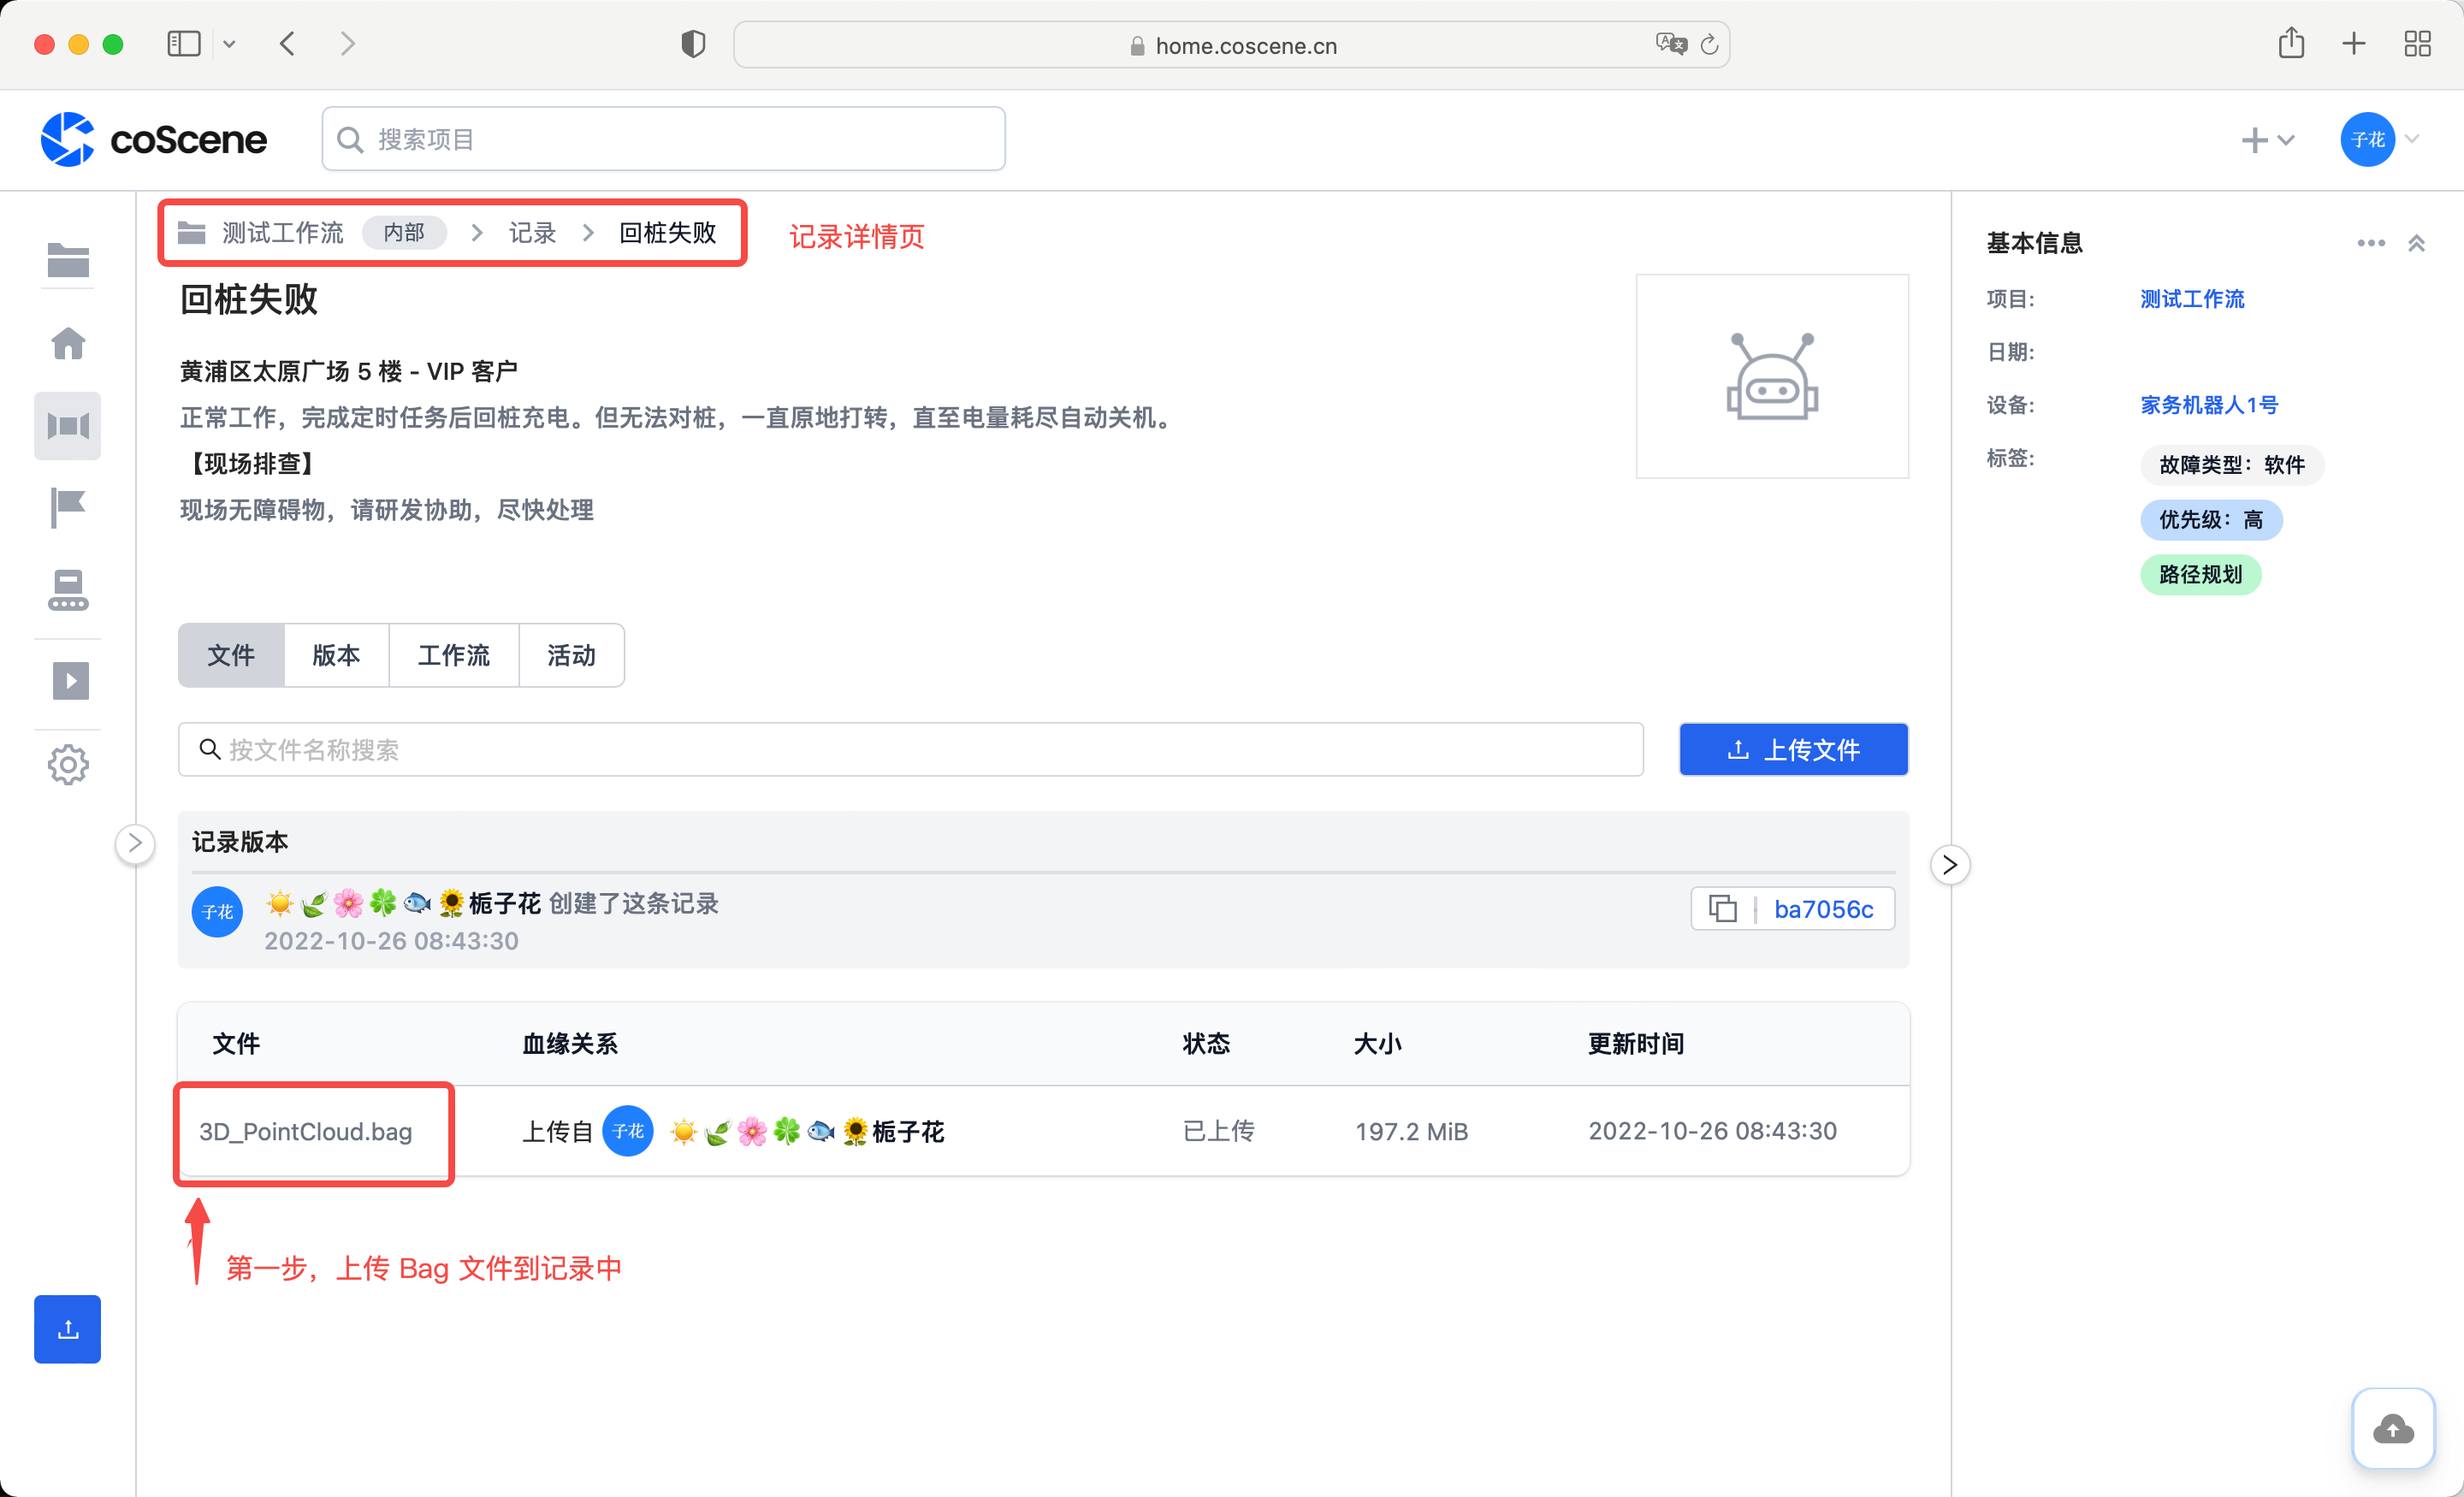 home.coscene.cn
coScene
搜索项目
子花
测试工作流 内部 > 记录 > 回桩失败
记录详情页
回桩失败
黄浦区太原广场 5 楼 - VIP 客户
正常工作，完成定时任务后回桩充电。但无法对桩，一直原地打转，直至电量耗尽自动关机。
【现场排查】
现场无障碍物，请研发协助，尽快处理
基本信息
项目: 测试工作流
日期:
设备: 家务机器人1号
标签: 故障类型：软件
优先级：高
路径规划
文件 版本 工作流 活动
按文件名称搜索
上传文件
记录版本
子花 ☀️🍃🌸🍀🐟🌻栀子花 创建了这条记录
2022-10-26 08:43:30
ba7056c
文件 血缘关系 状态 大小 更新时间
3D_PointCloud.bag 上传自 子花 ☀️🍃🌸🍀🐟🌻栀子花 已上传 197.2 MiB 2022-10-26 08:43:30
第一步，上传 Bag 文件到记录中